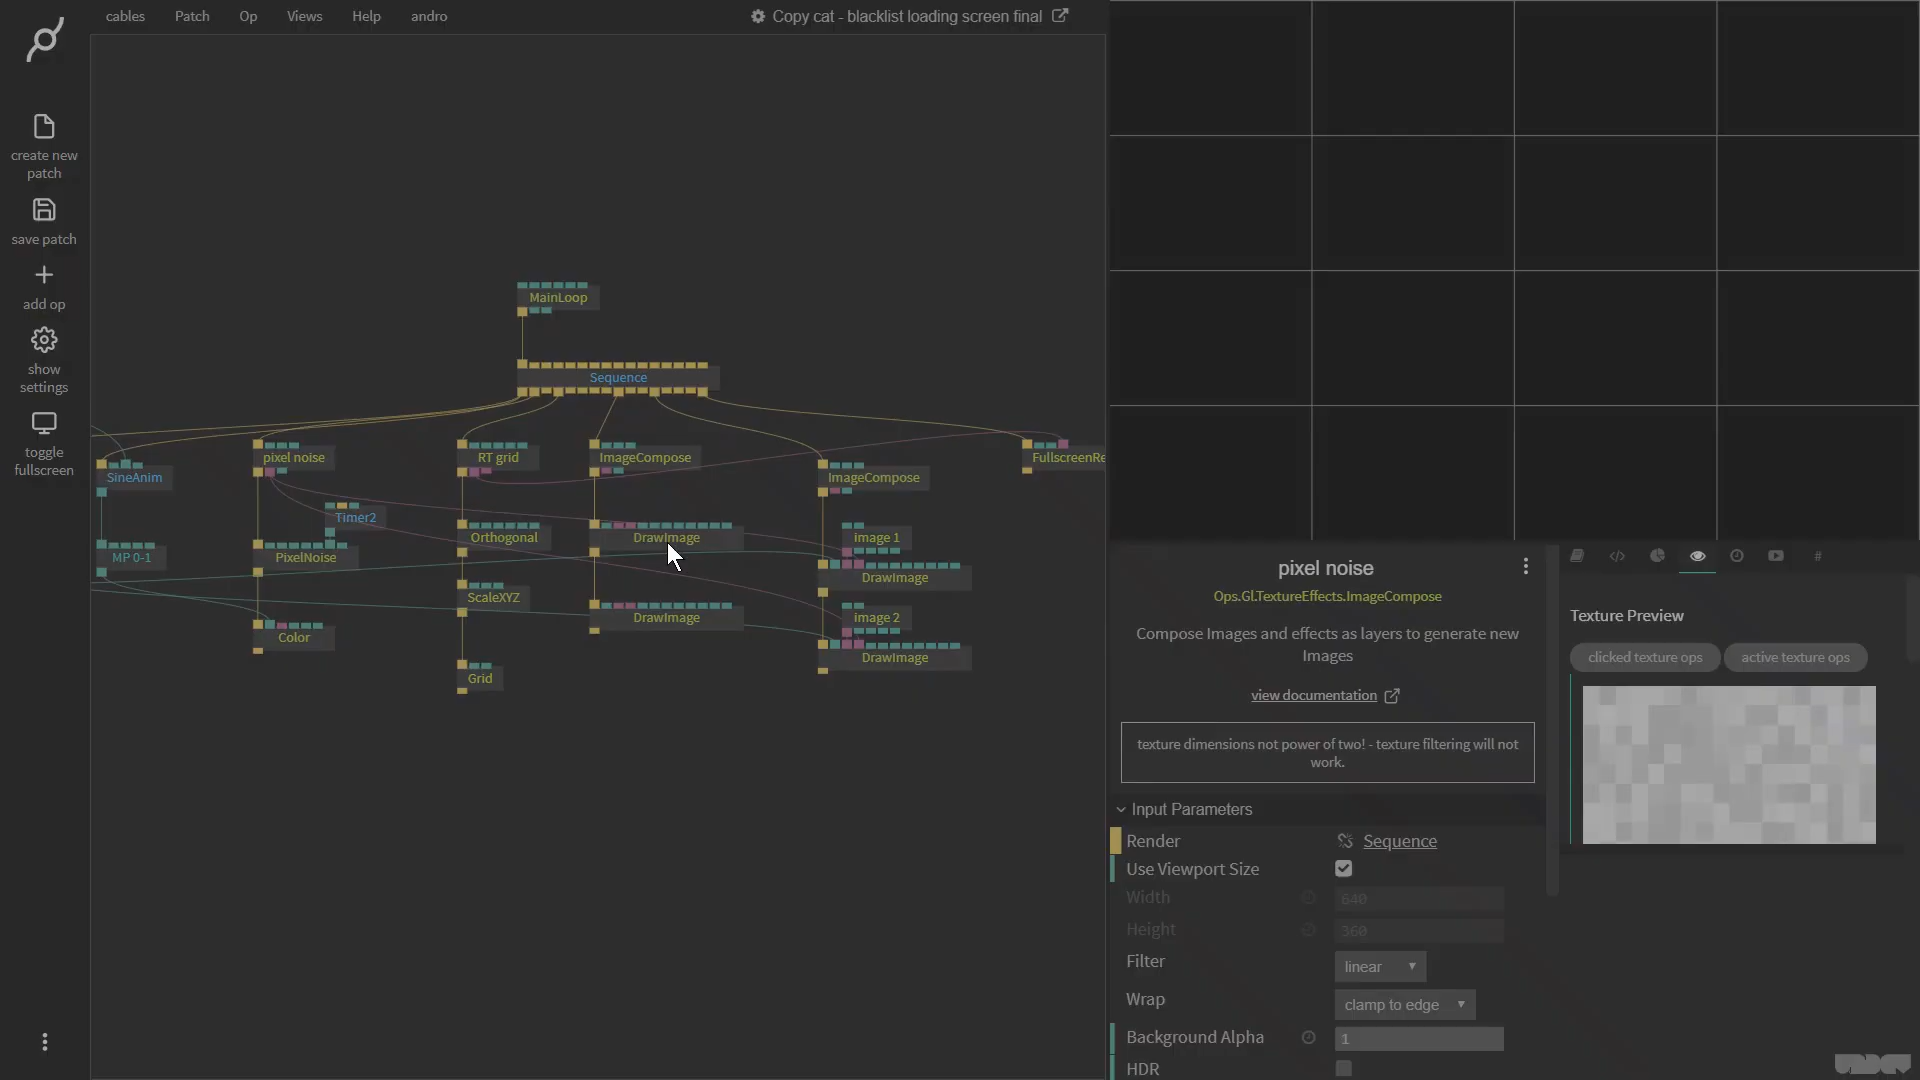 cables
Patch
Op
Views
Help
andro
Copy cat - blacklist loading screen final
create new
patch
save patch
add op
show
settings
toggle
fullscreen
MainLoop
Sequence
SineAnim
pixel noise
RT grid
ImageCompose
ImageCompose
FullscreenRe
Timer2
MP 0-1
PixelNoise
Orthogonal
DrawImage
image 1
DrawImage
ScaleXYZ
Color
DrawImage
image 2
DrawImage
Grid
pixel noise
Ops.Gl.TextureEffects.ImageCompose
Compose Images and effects as layers to generate new
Images
view documentation
texture dimensions not power of two! - texture filtering will not
work.
Input Parameters
Render
Sequence
Use Viewport Size
Width
640
Height
360
Filter
linear
Wrap
clamp to edge
Background Alpha
1
HDR
#
Texture Preview
clicked texture ops
active texture ops